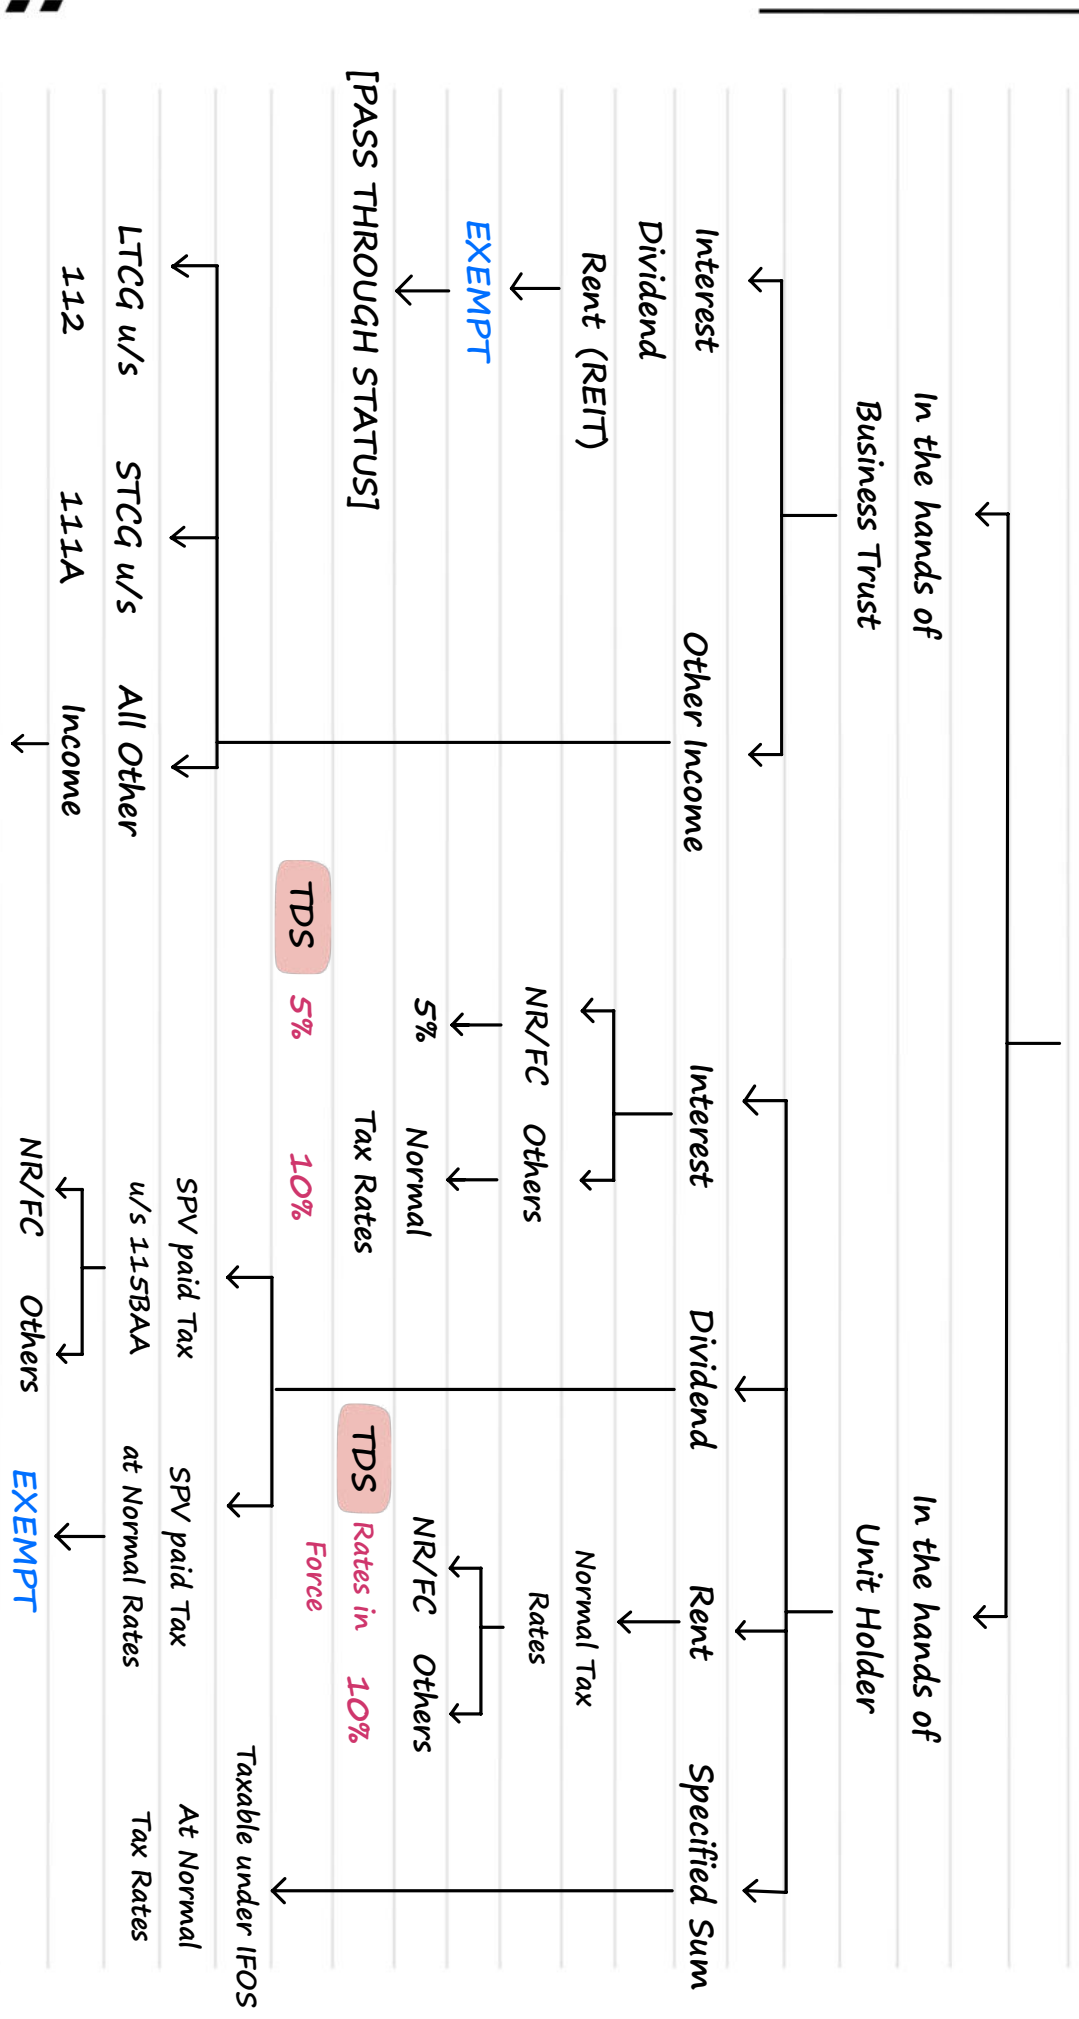 In the hands of
Business Trust
In the hands of
Unit Holder
Interest
Dividend
Rent (REIT)
EXEMPT
[PASS THROUGH STATUS]
Other Income
LTCG u/s
112
STCG u/s
111A
All Other
Income
Interest
NR/FC Others
5%
Normal
Tax Rates
TDS 5% 10%
Dividend
SPV paid Tax
u/s 115BAA
NR/FC Others
SPV paid Tax
at Normal Rates
EXEMPT
Rent
Normal Tax
Rates
NR/FC Others
TDS Rates in 10%
Force
Specified Sum
Taxable under IFOS
At Normal
Tax Rates